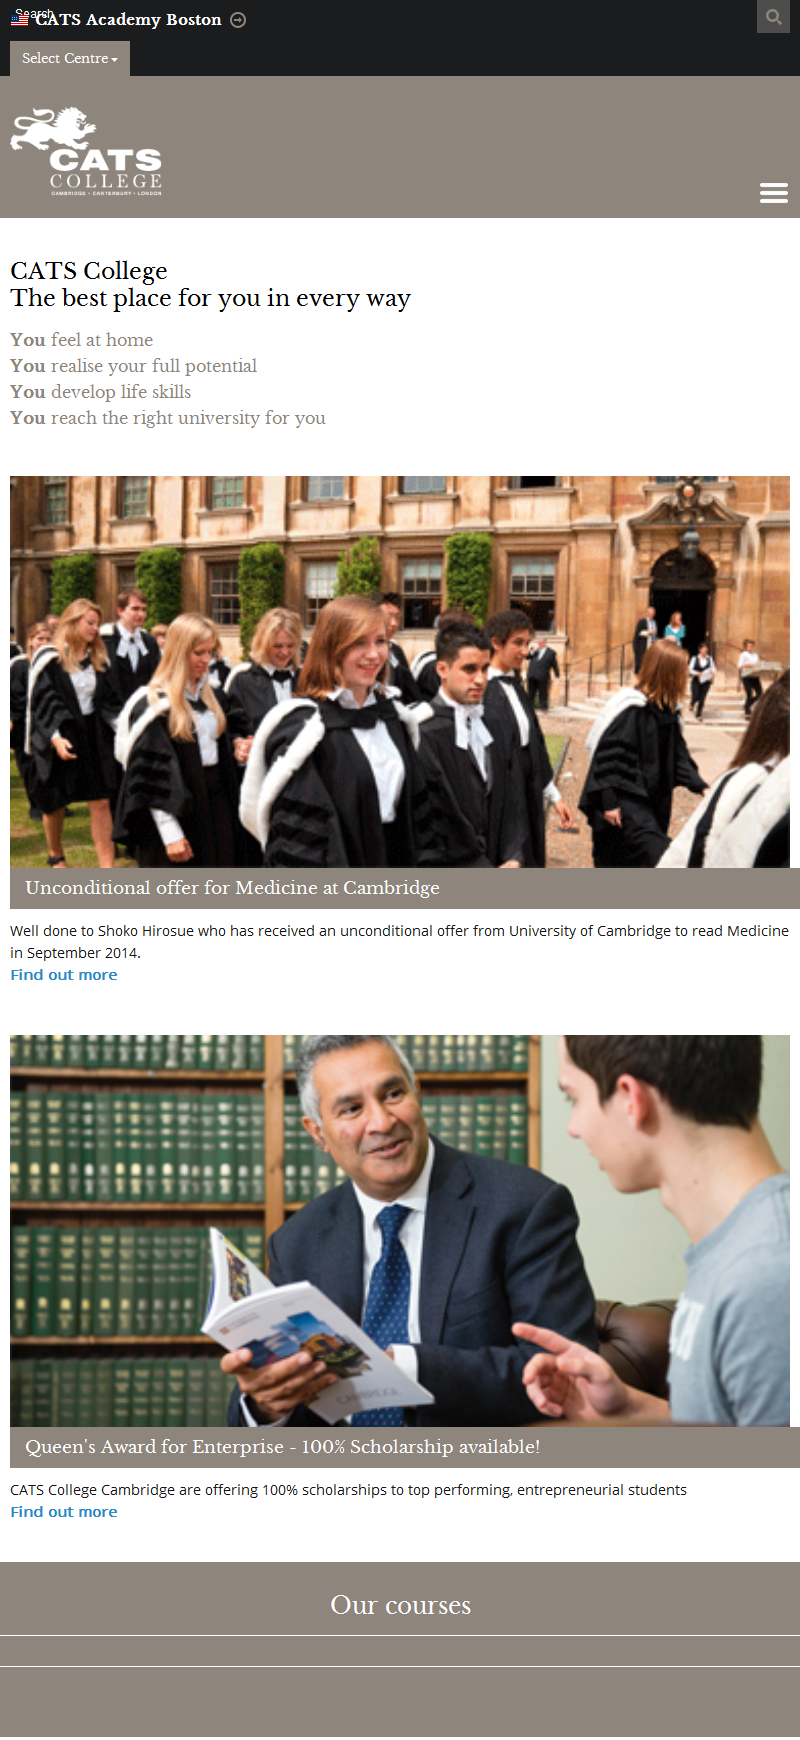 Search
CATS Academy Boston
Select Centre
CATS
COLLEGE
CAMBRIDGE • CANTERBURY • LONDON
CATS College
The best place for you in every way
You feel at home
You realise your full potential
You develop life skills
You reach the right university for you
Unconditional offer for Medicine at Cambridge
Well done to Shoko Hirosue who has received an unconditional offer from University of Cambridge to read Medicine
in September 2014.
Find out more
Queen's Award for Enterprise - 100% Scholarship available!
CATS College Cambridge are offering 100% scholarships to top performing, entrepreneurial students
Find out more
Our courses